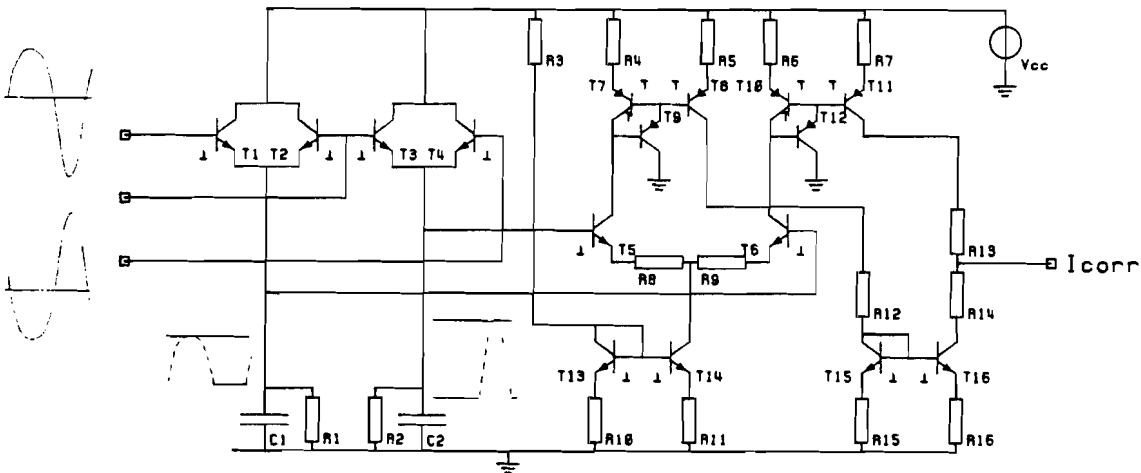 R3
R4
R5
R6
R7
Vcc
T7
T8
T10
T11
T9
T12
T1 T2
T3 T4
T5
T6
R8
R9
R13
Icorr
R12
R14
T13
T14
T15
T16
C1
R1
R2
C2
R10
R11
R15
R16